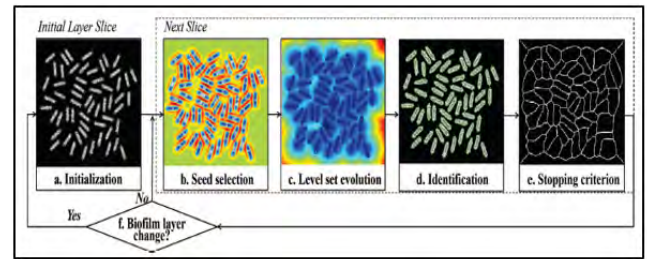 Initial Layer Slice
Next Slice
a. Initialization
b. Seed selection
c. Level set evolution
d. Identification
e. Stopping criterion
No
Yes
f. Biofilm layer
change?